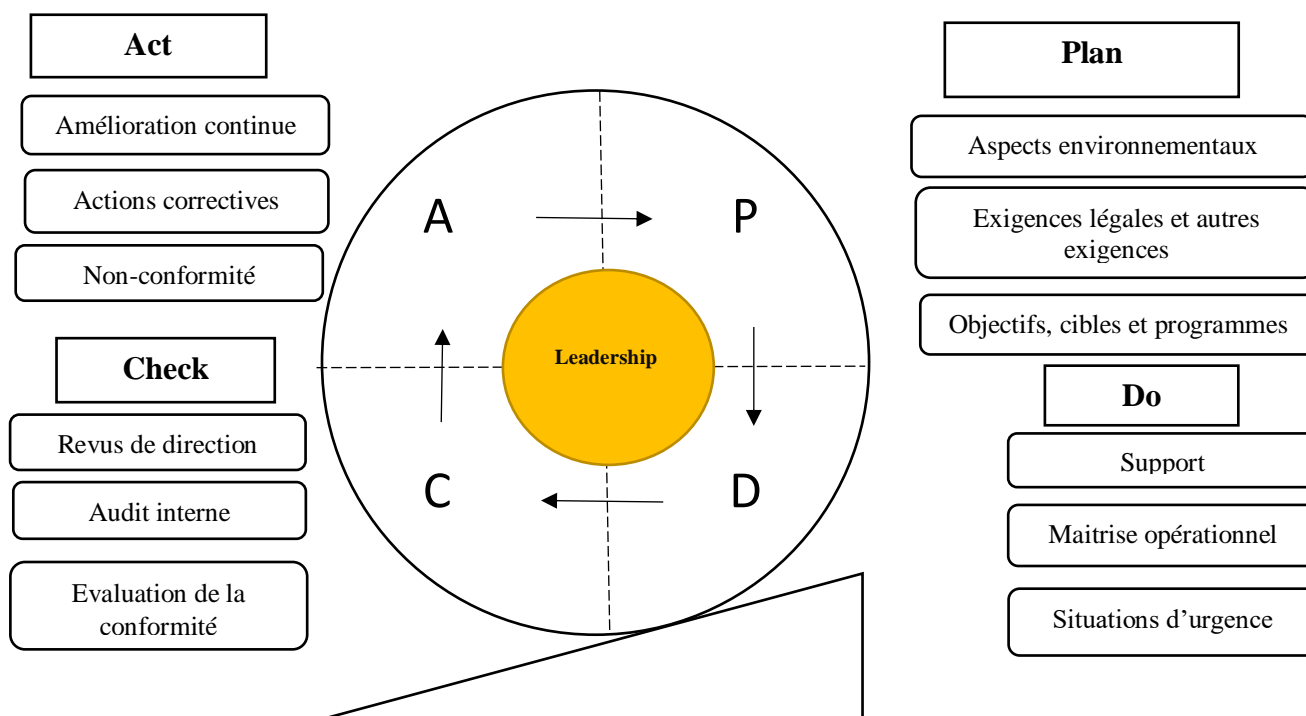 Act
Amélioration continue
Actions correctives
Non-conformité
Check
Revus de direction
Audit interne
Evaluation de la
conformité
A
P
Leadership
C
D
Plan
Aspects environnementaux
Exigences légales et autres
exigences
Objectifs, cibles et programmes
Do
Support
Maitrise opérationnel
Situations d’urgence